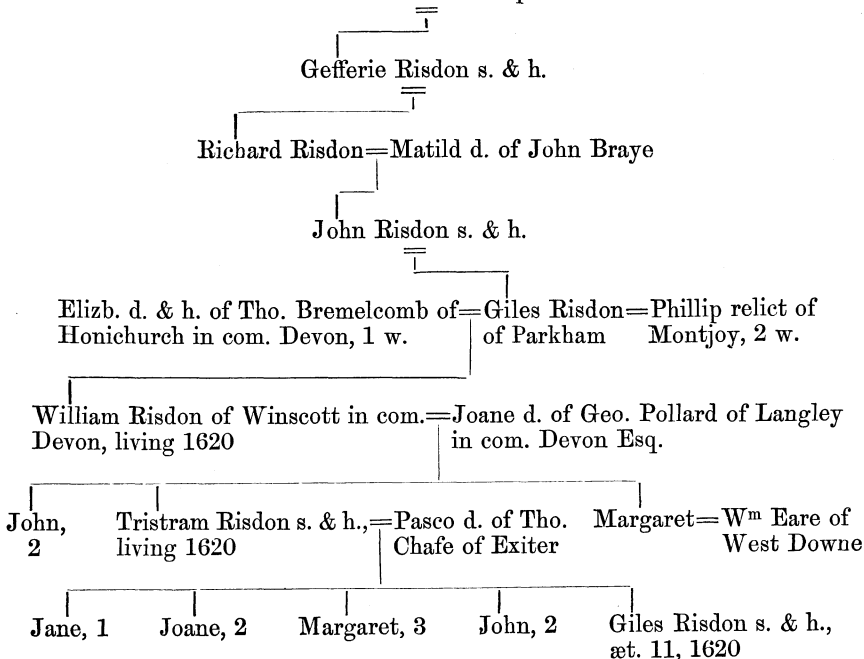 Gefferie Risdon s. & h.
Richard Risdon=Matild d. of John Braye
John Risdon s. & h.
Elizb. d. & h. of Tho. Bremelcomb of=Giles Risdon=Phillip relict of
Honichurch in com. Devon, 1 w. of Parkham Montjoy, 2 w.
William Risdon of Winscott in com.=Joane d. of Geo. Pollard of Langley
Devon, living 1620 in com. Devon Esq.
John, Tristram Risdon s. & h.,=Pasco d. of Tho. Margaret=Wm Eare of
2 living 1620 Chafe of Exiter West Downe
Jane, 1 Joane, 2 Margaret, 3 John, 2 Giles Risdon s. & h.,
æt. 11, 1620